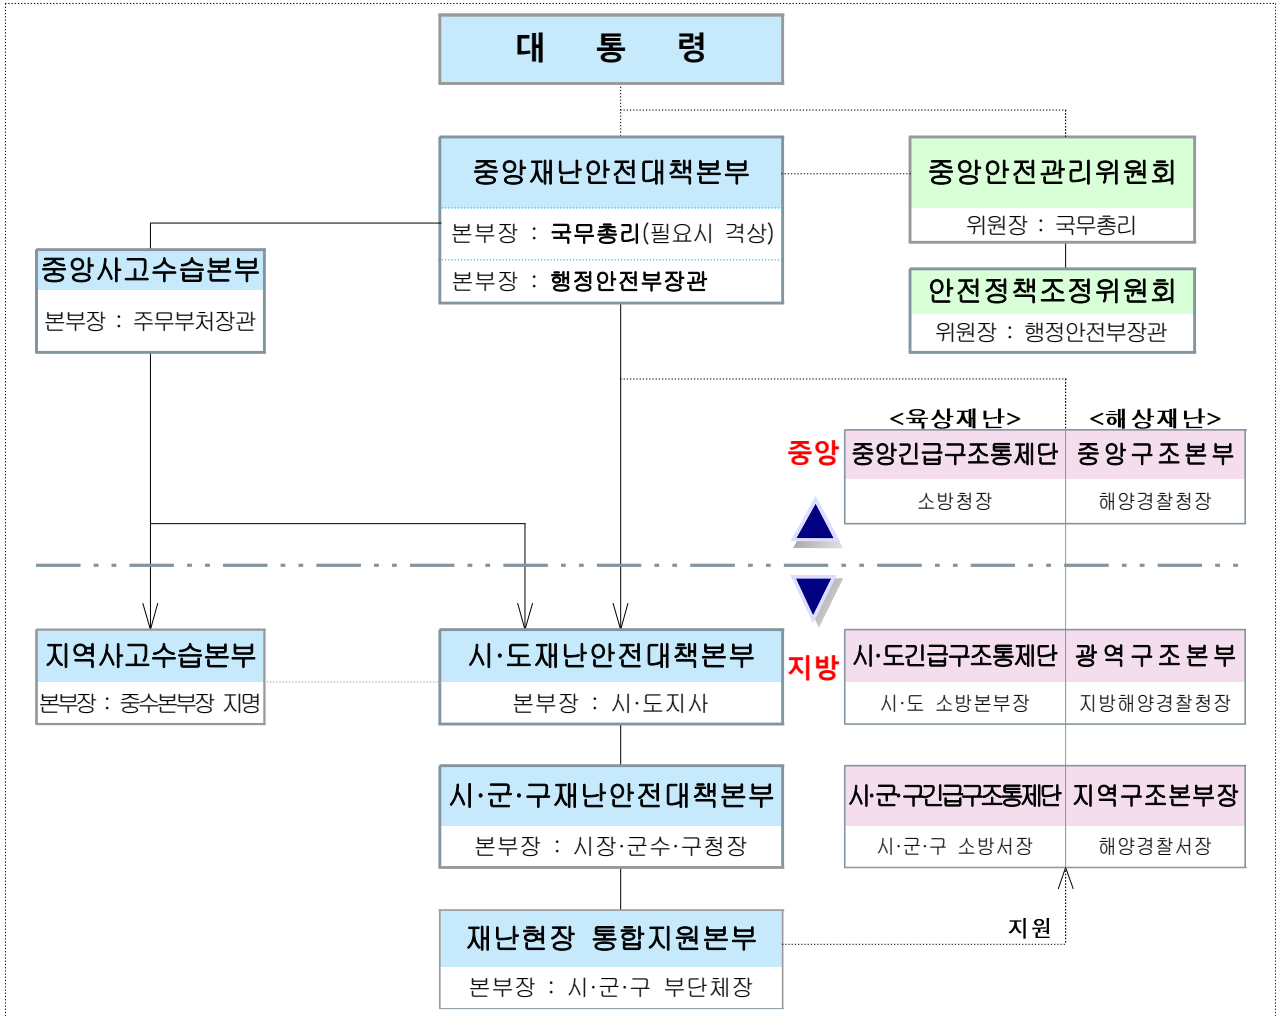 대 통 령
중앙재난안전대책본부
본부장 : 국무총리(필요시 격상)
본부장 : 행정안전부장관
중앙안전관리위원회
위원장 : 국무총리
안전정책조정위원회
위원장 : 행정안전부장관
중앙사고수습본부
본부장 : 주무부처장관
<육상재난>
<해상재난>
중앙
중앙긴급구조통제단
소방청장
중앙구조본부
해양경찰청장
지역사고수습본부
본부장 : 중수본부장 지명
시·도재난안전대책본부
본부장 : 시·도지사
지방
시·도긴급구조통제단
시·도 소방본부장
광역구조본부
지방해양경찰청장
시·군·구재난안전대책본부
본부장 : 시장·군수·구청장
시·군·구긴급구조통제단
시·군·구 소방서장
지역구조본부장
해양경찰서장
재난현장 통합지원본부
본부장 : 시·군·구 부단체장
지원